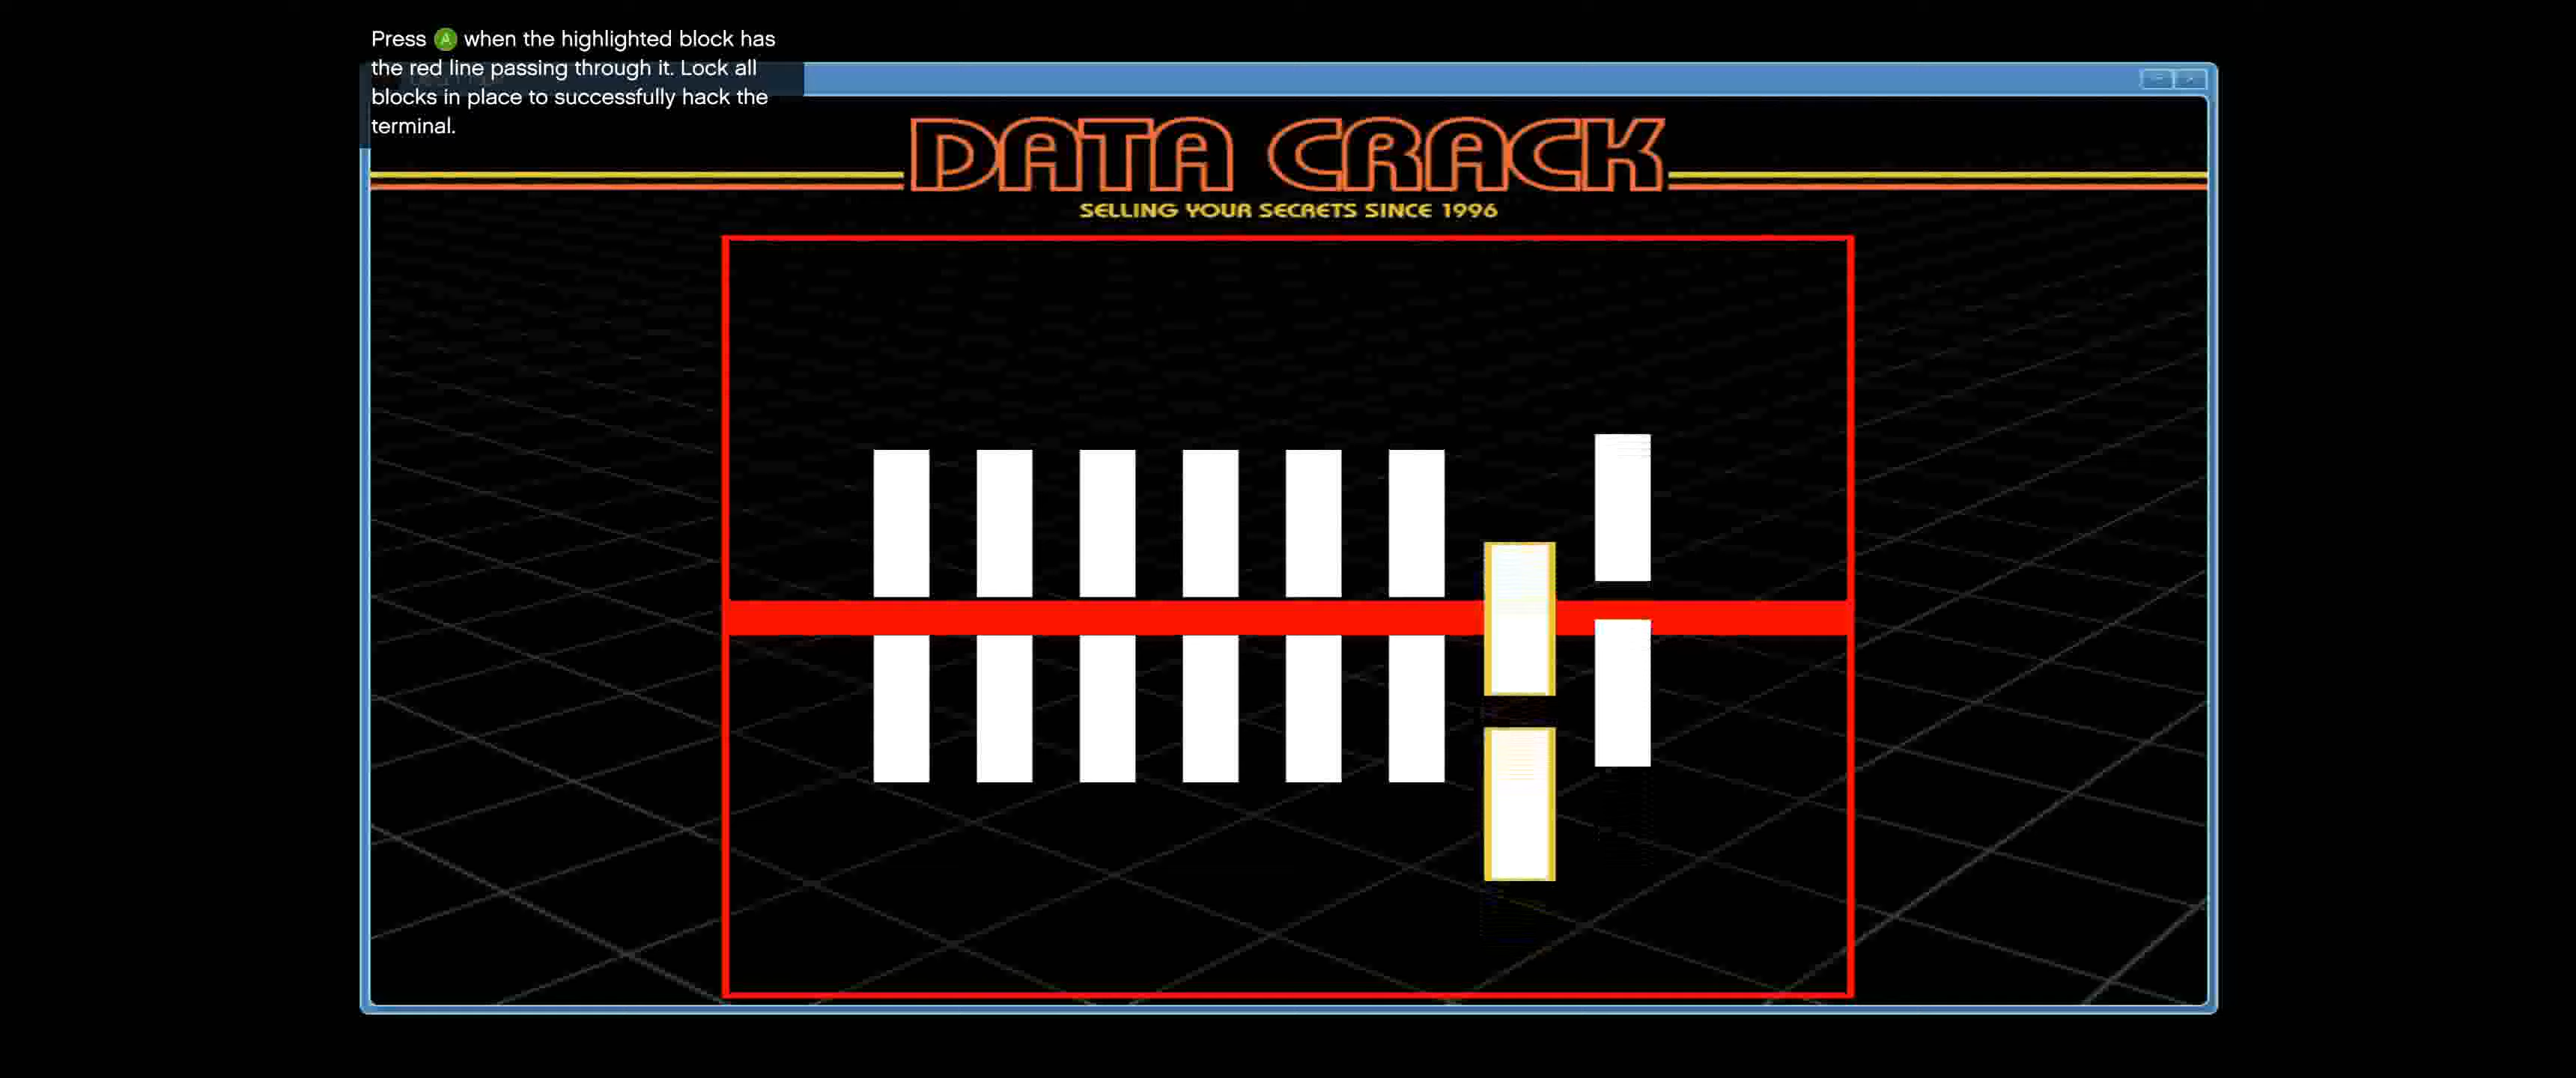 Press A when the highlighted block has
the red line passing through it. Lock all
blocks in place to successfully hack the
terminal.
DATA CRACK
SELLING YOUR SECRETS SINCE 1996